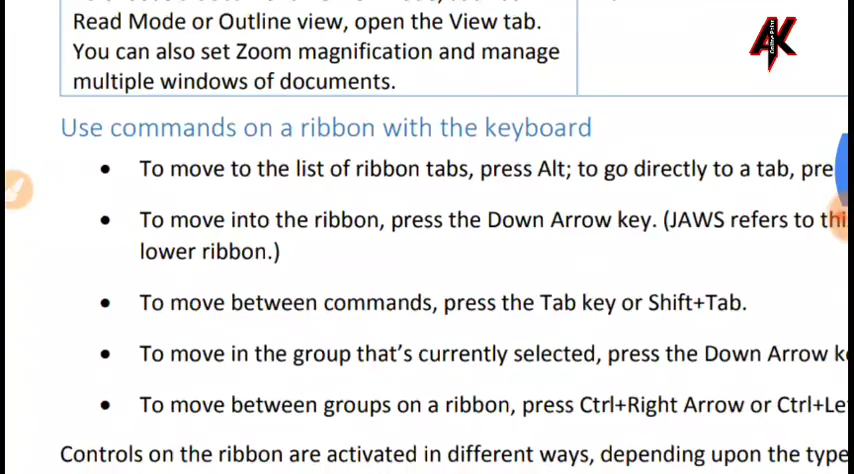 Read Mode or Outline view, open the View tab.
You can also set Zoom magnification and manage
multiple windows of documents.
AK
Online Point
Use commands on a ribbon with the keyboard
• To move to the list of ribbon tabs, press Alt; to go directly to a tab, pre
• To move into the ribbon, press the Down Arrow key. (JAWS refers to thi
lower ribbon.)
• To move between commands, press the Tab key or Shift+Tab.
• To move in the group that’s currently selected, press the Down Arrow k
• To move between groups on a ribbon, press Ctrl+Right Arrow or Ctrl+Le
Controls on the ribbon are activated in different ways, depending upon the type